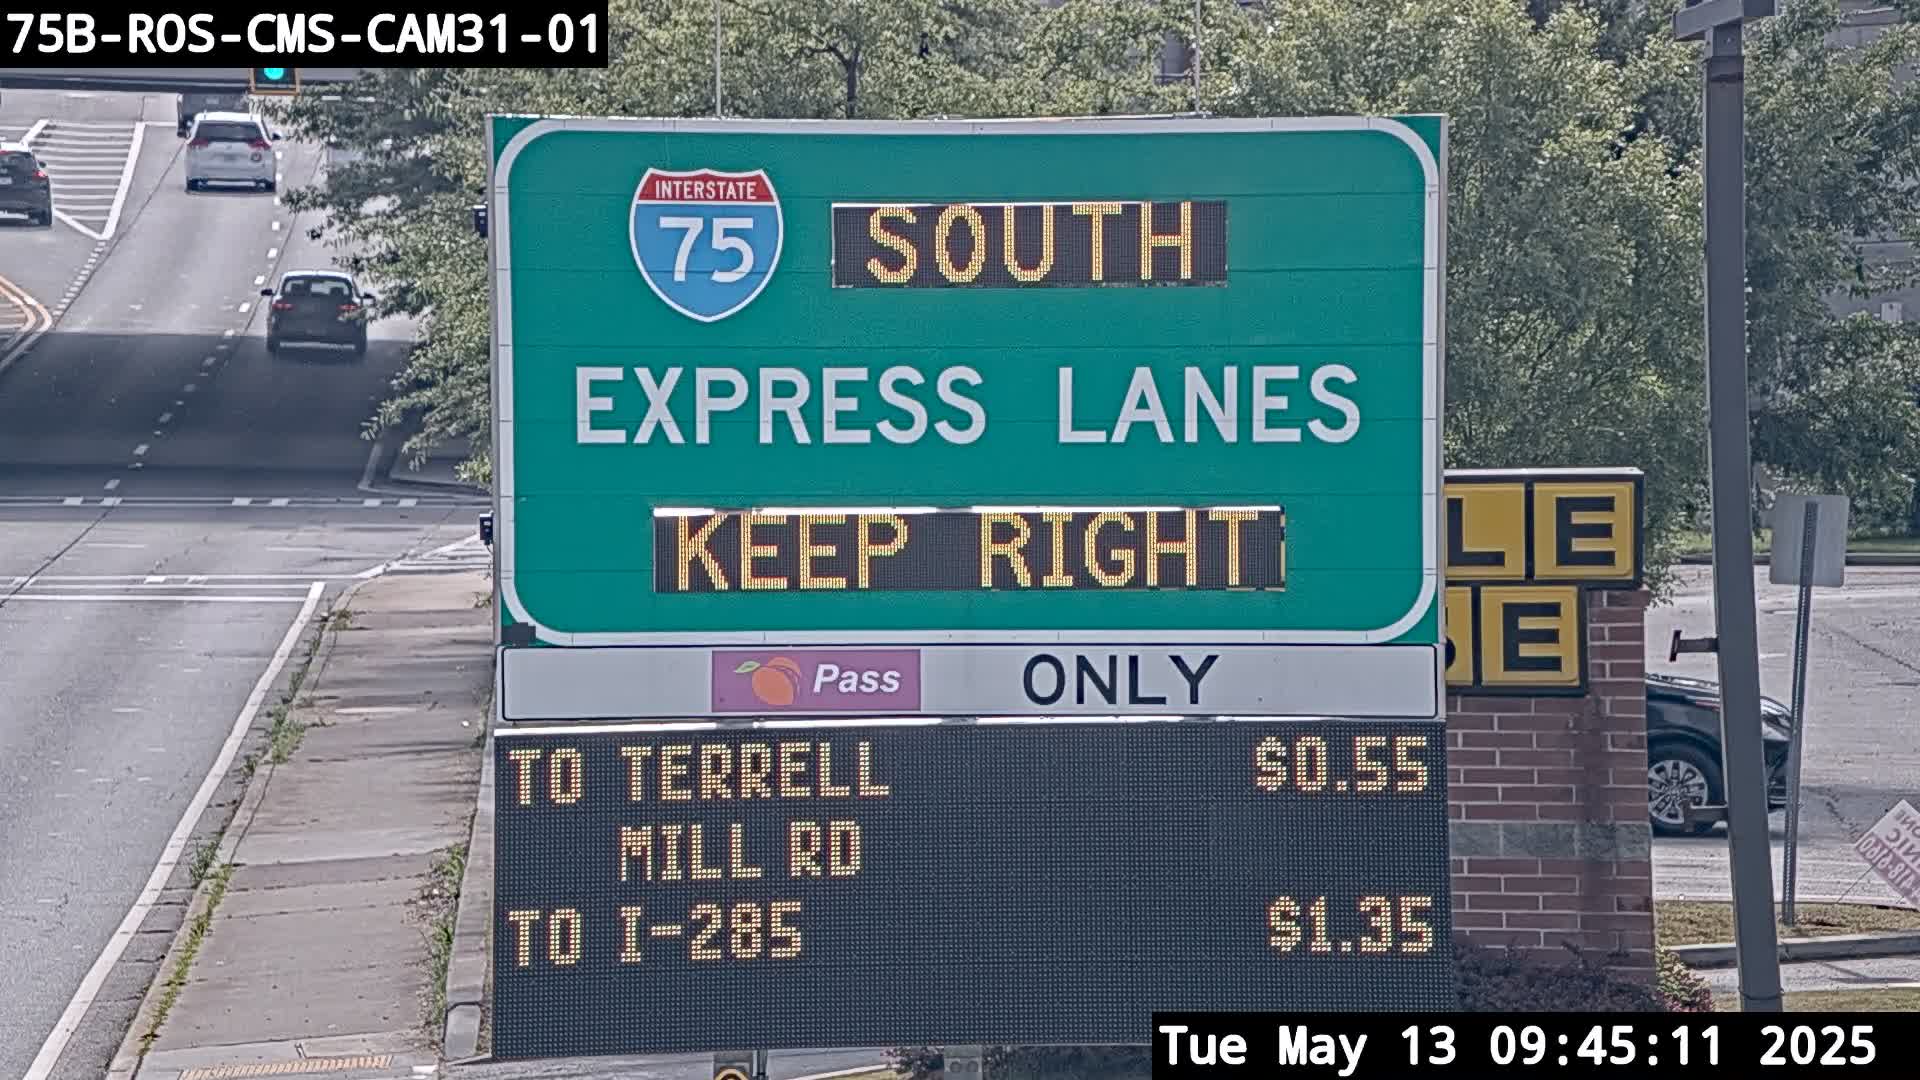 75B-ROS-CMS-CAM31-01
INTERSTATE
75
SOUTH
EXPRESS LANES
KEEP RIGHT
Pass ONLY
TO TERRELL $0.55
MILL RD
TO I-285 $1.35
LE
E
Tue May 13 09:45:11 2025